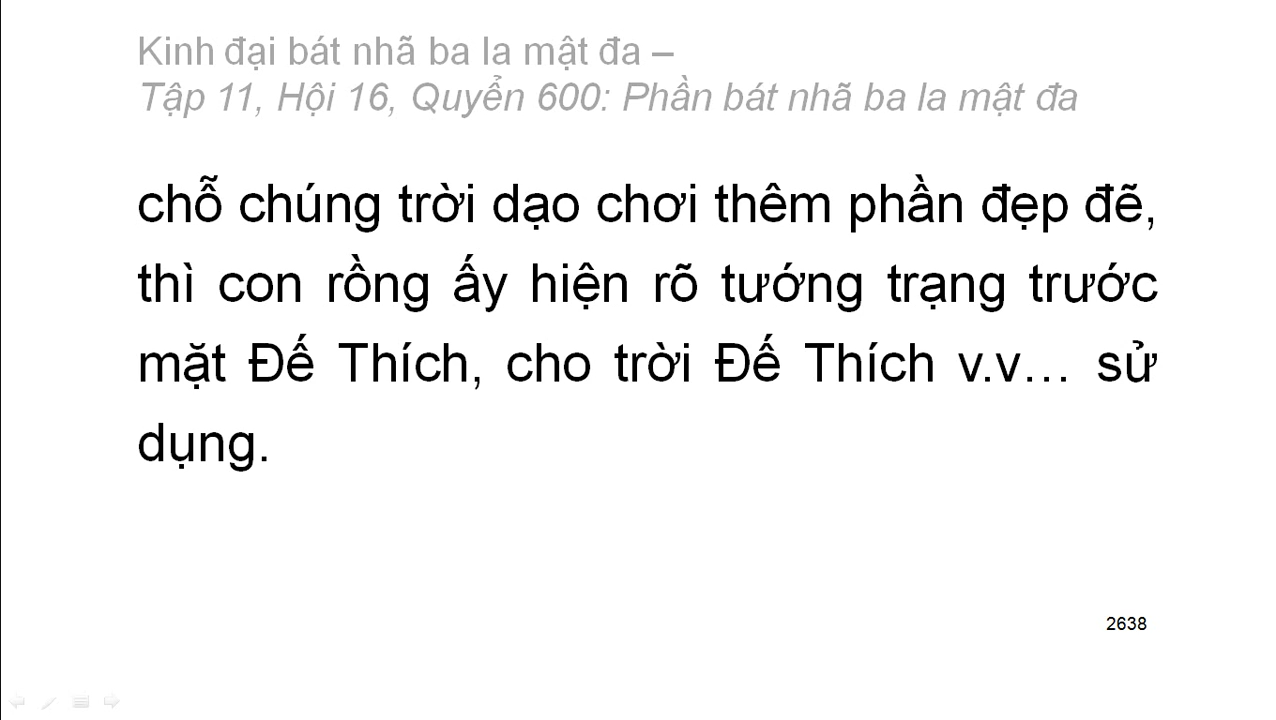 Kinh đại bát nhã ba la mật đa –
Tập 11, Hội 16, Quyển 600: Phần bát nhã ba la mật đa
chỗ chúng trời dạo chơi thêm phần đẹp đẽ,
thì con rồng ấy hiện rõ tướng trạng trước
mặt Đế Thích, cho trời Đế Thích v.v… sử
dụng.
2638